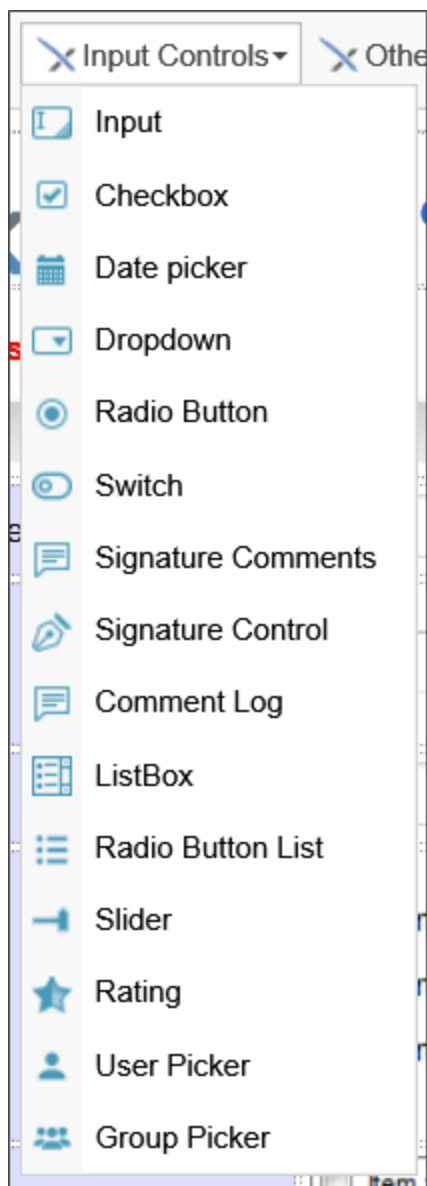 Input Controls
Input
Checkbox
Date picker
Dropdown
Radio Button
Switch
Signature Comments
Signature Control
Comment Log
ListBox
Radio Button List
Slider
Rating
User Picker
Group Picker
Item